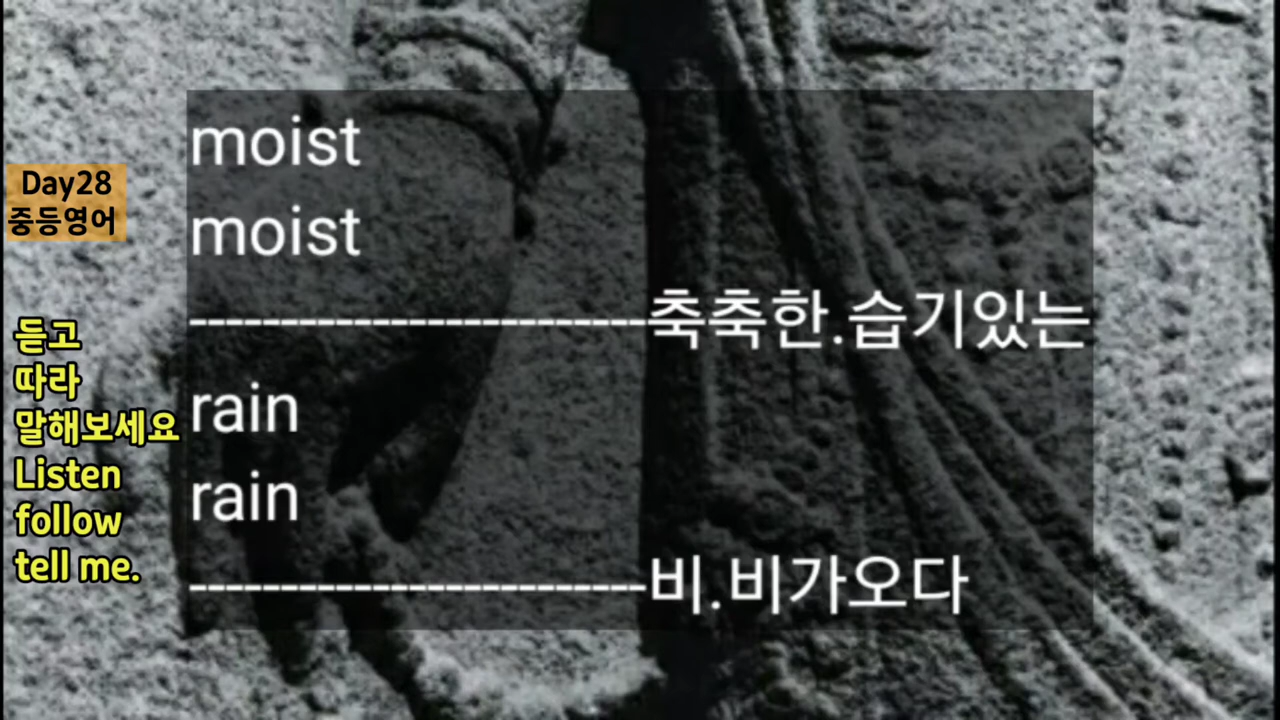 Day28
중등영어
듣고
따라
말해보세요
Listen
follow
tell me.
moist
moist
-----------------------축축한.습기있는
rain
rain
-----------------------비.비가오다